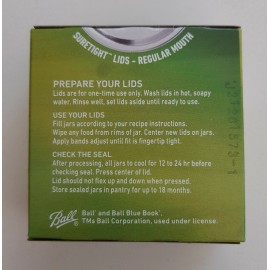 SURETIGHT™ LIDS - REGULAR MOUTH
PREPARE YOUR LIDS
Lids are for one-time use only. Wash lids in hot, soapy
water. Rinse well, set lids aside until ready to use.
USE YOUR LIDS
Fill jars according to your recipe instructions.
Wipe any food from rims of jar. Center new lids on jars.
Apply bands adjust until fit is fingertip tight.
CHECK THE SEAL
After processing, all jars to cool for 12 to 24 hr before
checking seal. Press center of lid.
Lid should not flex up and down when pressed.
Store sealed jars in pantry for up to 18 months.
Ball®
Ball® and Ball Blue Book®,
TMs Ball Corporation, used under license.